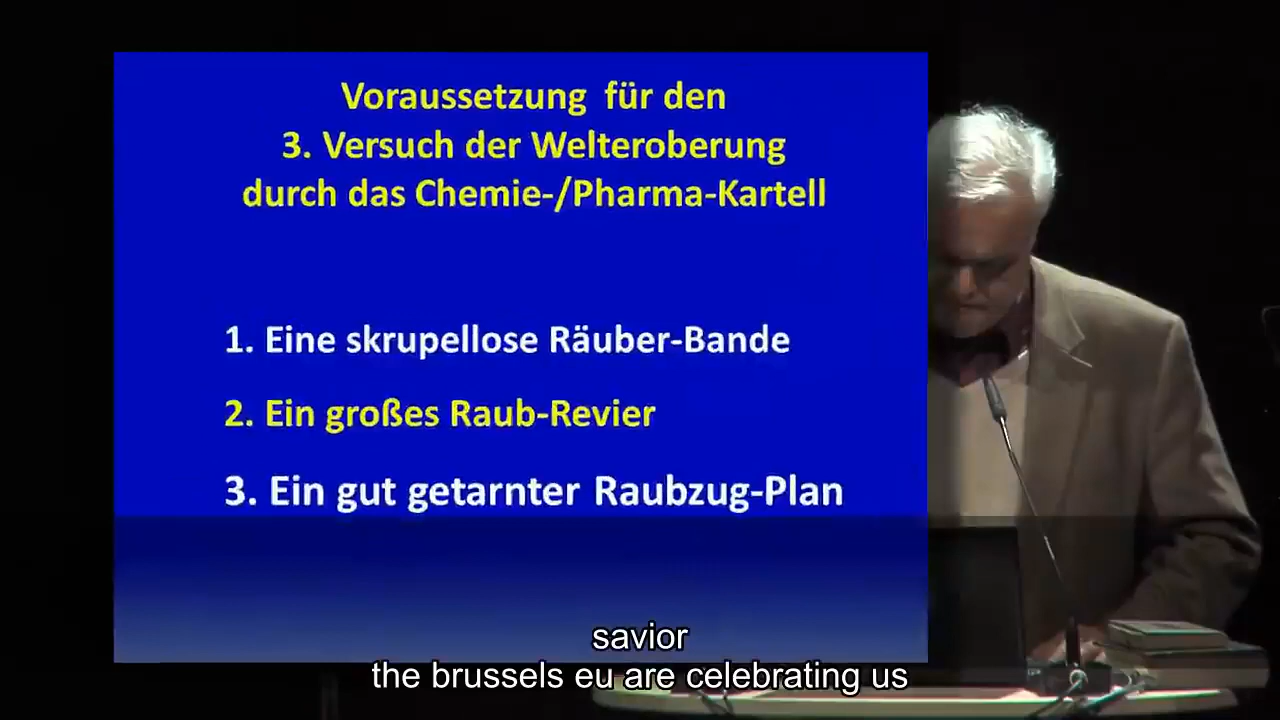 Voraussetzung für den
3. Versuch der Welteroberung
durch das Chemie-/Pharma-Kartell
1. Eine skrupellose Räuber-Bande
2. Ein großes Raub-Revier
3. Ein gut getarnter Raubzug-Plan
savior
the brussels eu are celebrating us